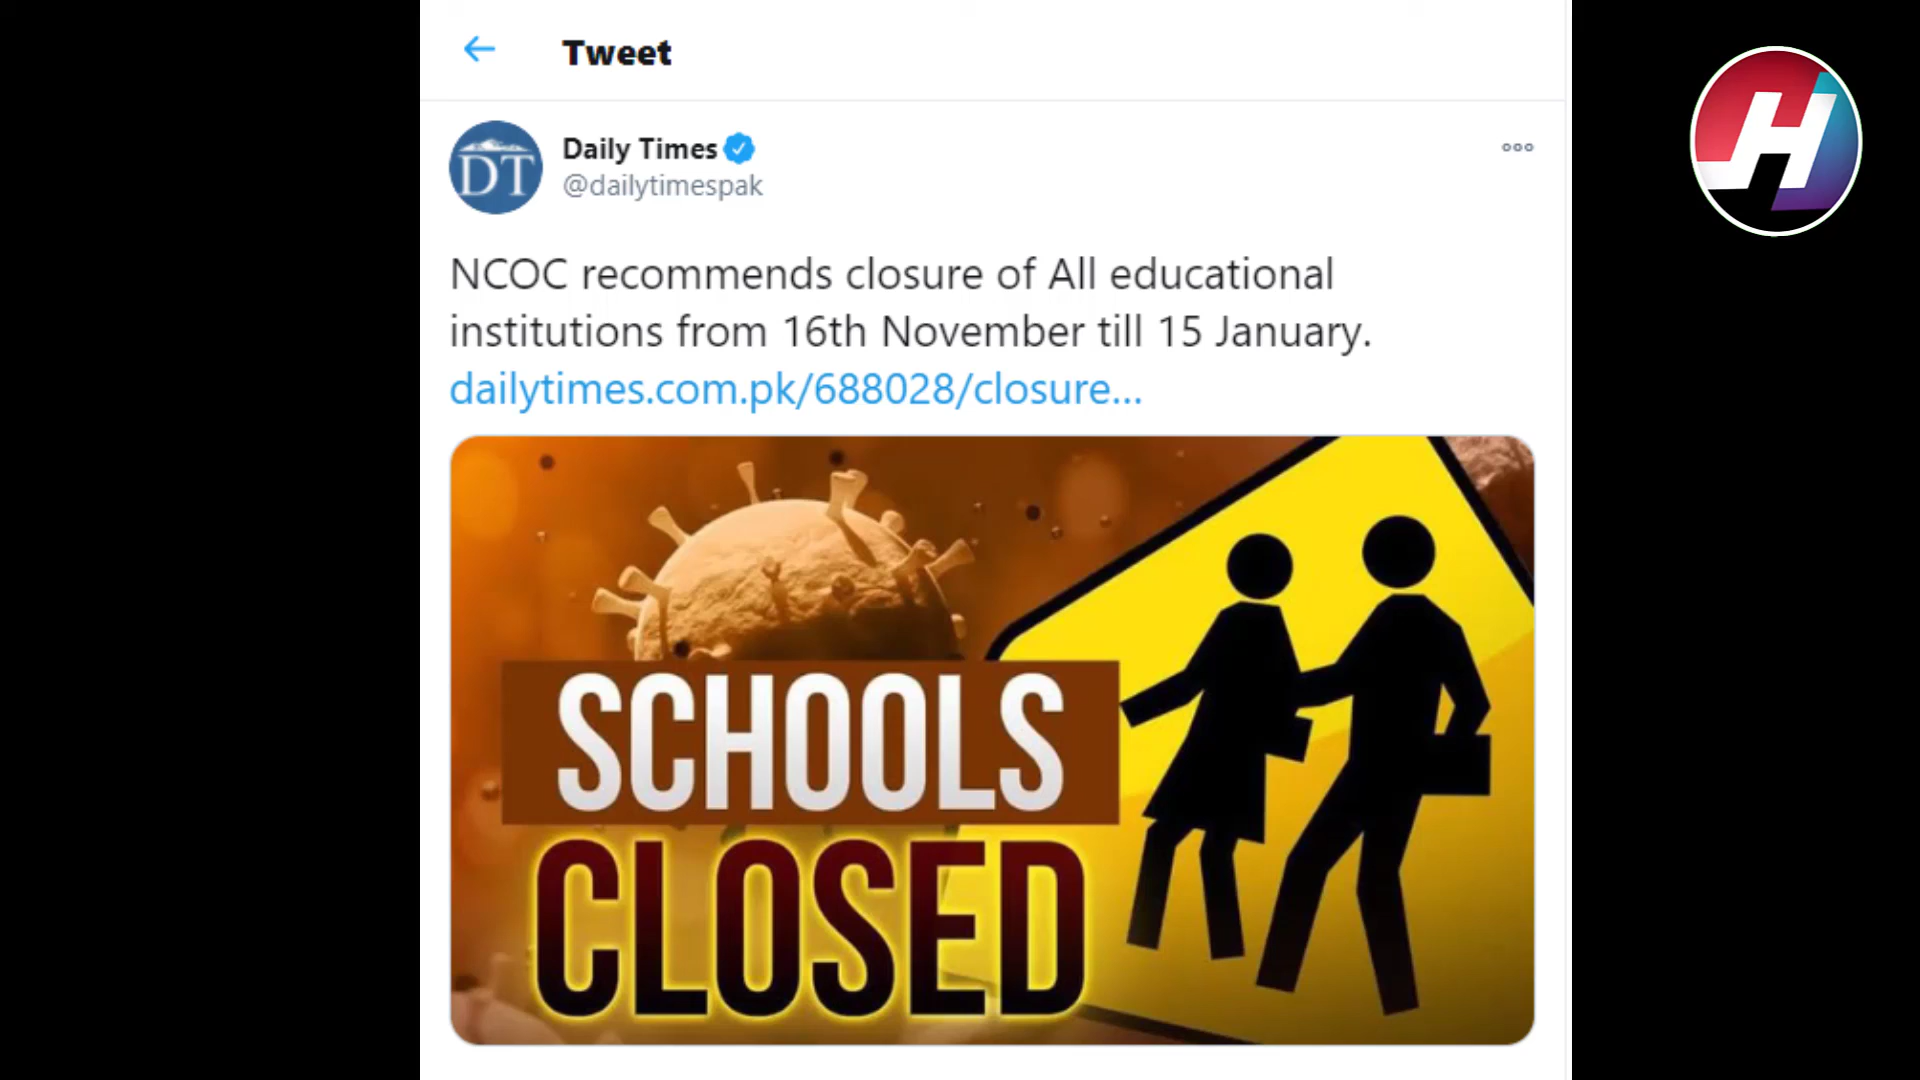 Tweet
DT
Daily Times
@dailytimespak
NCOC recommends closure of All educational
institutions from 16th November till 15 January.
dailytimes.com.pk/688028/closure...
SCHOOLS
CLOSED
H